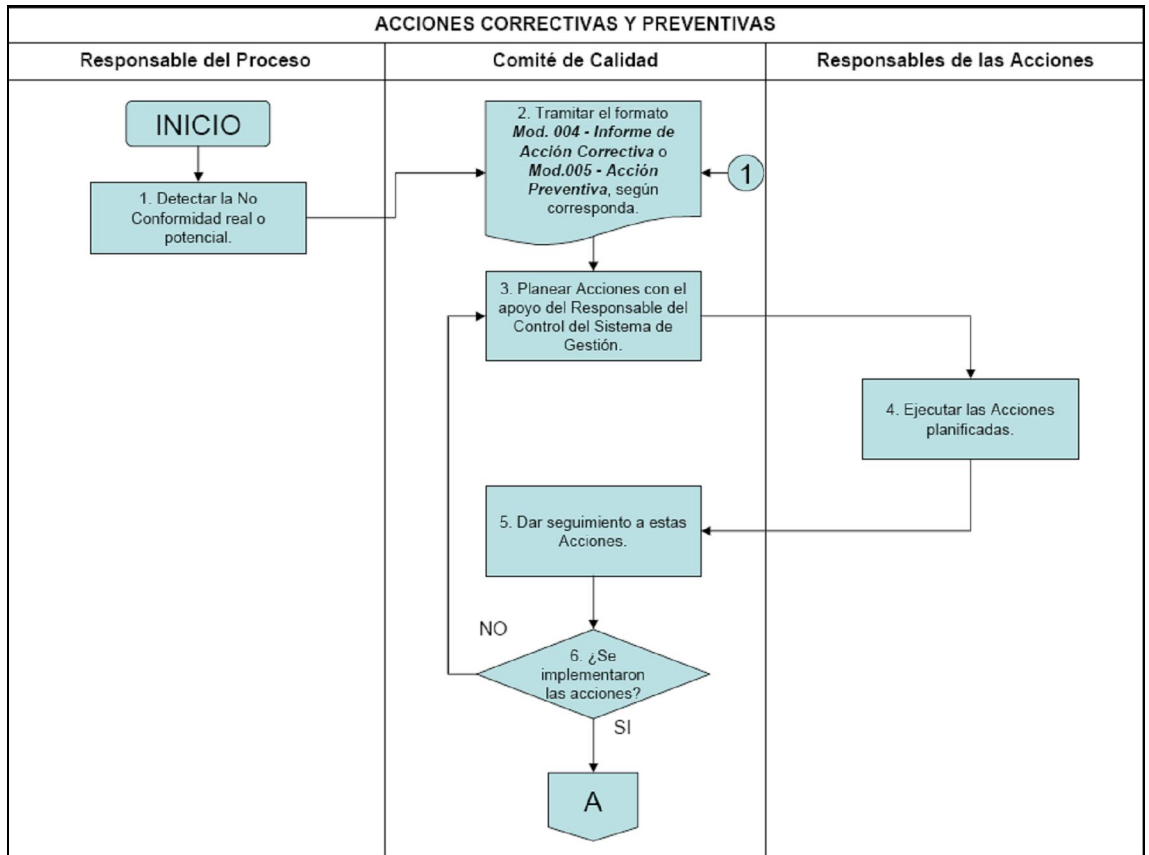 ACCIONES CORRECTIVAS Y PREVENTIVAS
Responsable del Proceso
Comité de Calidad
Responsables de las Acciones
INICIO
1. Detectar la No
Conformidad real o
potencial.
2. Tramitar el formato
Mod. 004 - Informe de
Acción Correctiva o
Mod.005 - Acción
Preventiva, según
corresponda.
1
3. Planear Acciones con el
apoyo del Responsable del
Control del Sistema de
Gestión.
4. Ejecutar las Acciones
planificadas.
5. Dar seguimiento a estas
Acciones.
NO
6. ¿Se
implementaron
las acciones?
SI
A